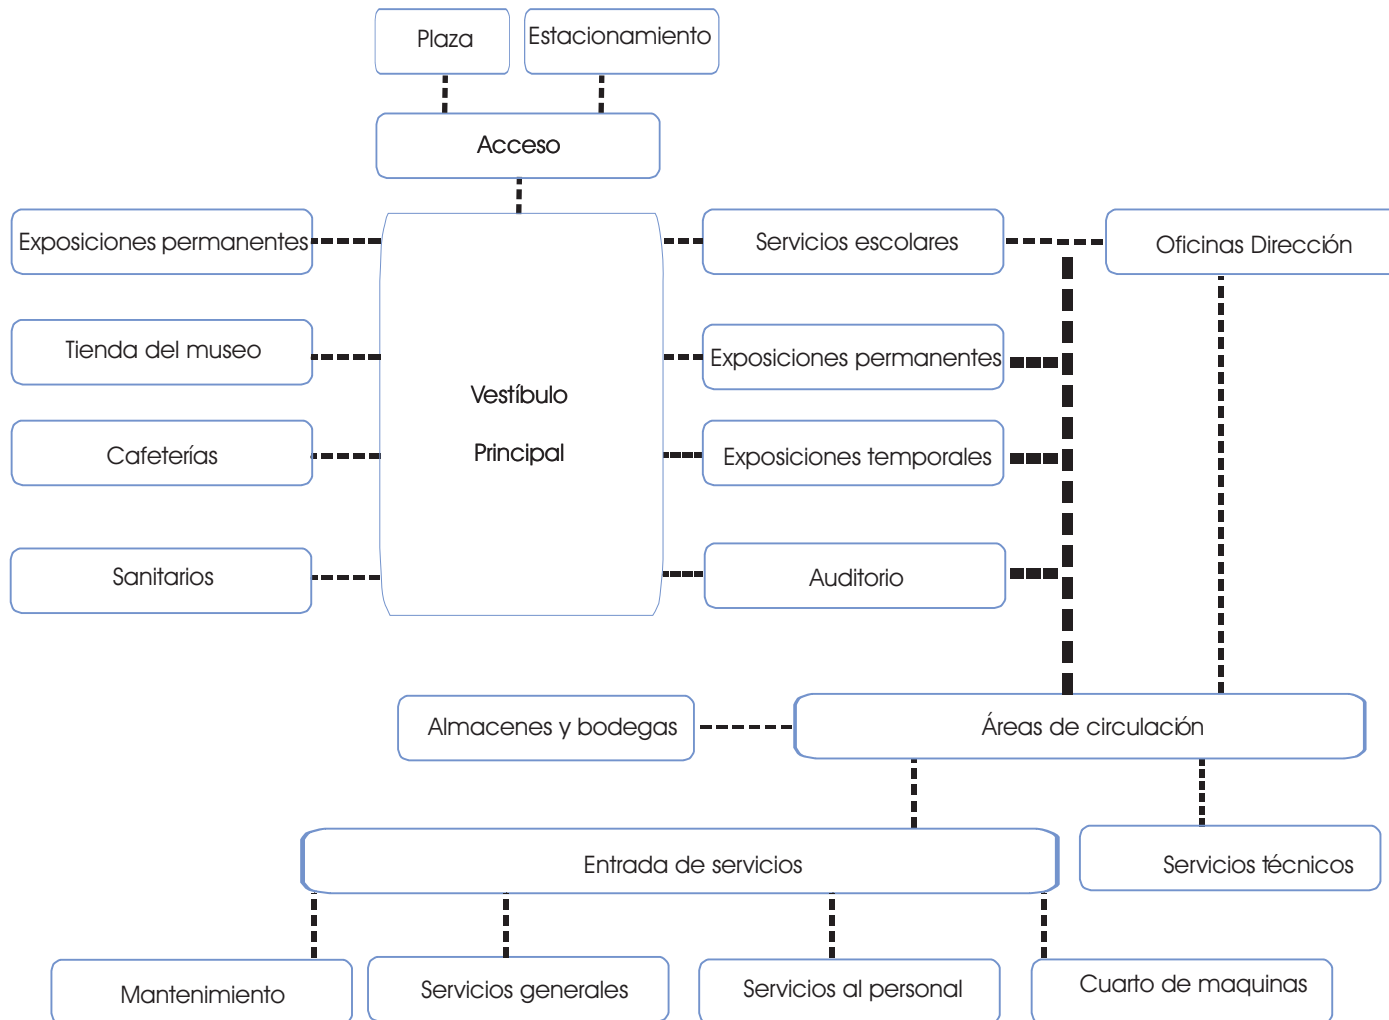 Plaza
Estacionamiento
Acceso
Exposiciones permanentes
Servicios escolares
Oficinas Dirección
Tienda del museo
Exposiciones permanentes
Vestíbulo
Principal
Cafeterías
Exposiciones temporales
Sanitarios
Auditorio
Almacenes y bodegas
Áreas de circulación
Entrada de servicios
Servicios técnicos
Mantenimiento
Servicios generales
Servicios al personal
Cuarto de maquinas